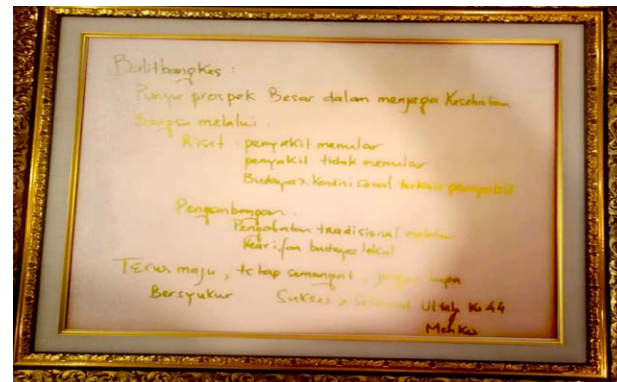 Balitbangkes :
Punya prospek Besar dalam menjaga Kesehatan
Bangsa melalui :
Riset penyakit menular
penyakit tidak menular
Budaya & Kondisi terkait penyakit
Pengembangan :
Pengobatan tradisional melalui
Kearifan budaya lokal
Terus maju, tetap semangat, jangan lupa
Bersyukur Sukses & Selamat Ultah Ke 44
Menkes